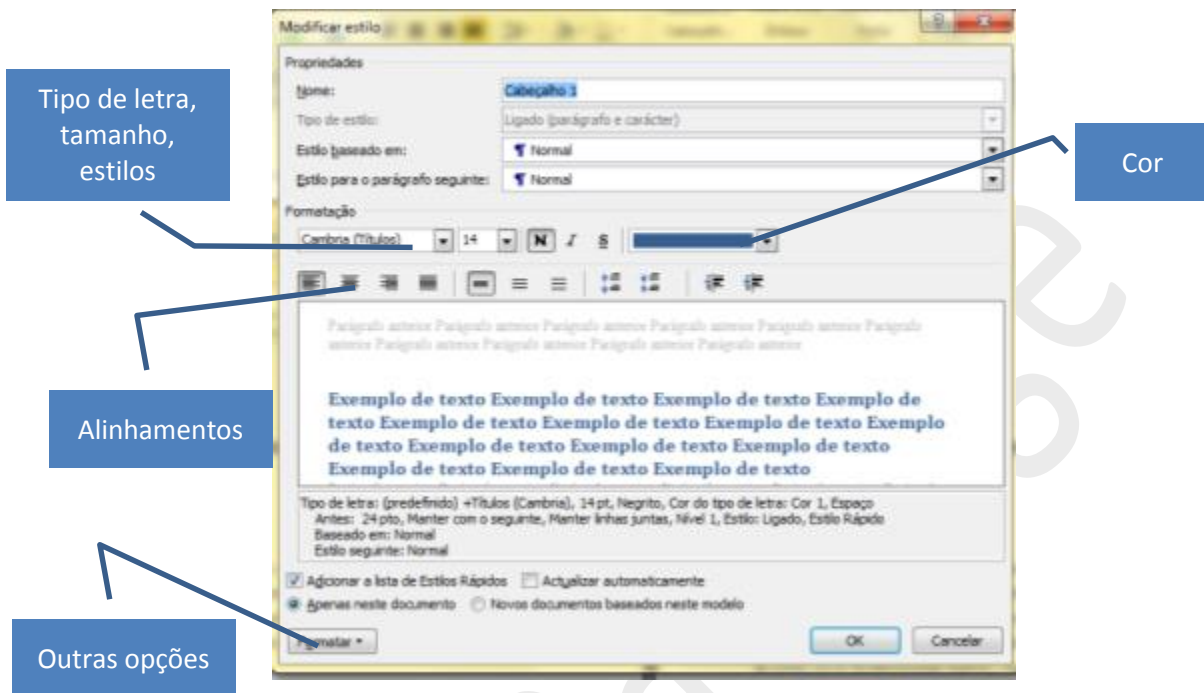 Modificar estilo
Propriedades
Nome: Cabeçalho 1
Tipo de estilo: Ligado (parágrafo e carácter)
Estilo baseado em: ¶ Normal
Estilo para o parágrafo seguinte: ¶ Normal
Formatação
Cambria (Títulos) 14 N I S
Parágrafo anterior Parágrafo anterior Parágrafo anterior Parágrafo anterior Parágrafo anterior Parágrafo
anterior Parágrafo anterior Parágrafo anterior Parágrafo anterior Parágrafo anterior
Exemplo de texto Exemplo de texto Exemplo de texto Exemplo de
texto Exemplo de texto Exemplo de texto Exemplo de texto Exemplo
de texto Exemplo de texto Exemplo de texto Exemplo de texto
Exemplo de texto Exemplo de texto Exemplo de texto
Tipo de letra: (predefinido) +Títulos (Cambria), 14 pt, Negrito, Cor do tipo de letra: Cor 1, Espaço
Antes: 24 pto, Manter com o seguinte, Manter linhas juntas, Nível 1, Estilo: Ligado, Estilo Rápido
Baseado em: Normal
Estilo seguinte: Normal
Adicionar a lista de Estilos Rápidos Actualizar automaticamente
Apenas neste documento Novos documentos baseados neste modelo
Formatar OK Cancelar
Tipo de letra,
tamanho,
estilos
Cor
Alinhamentos
Outras opções